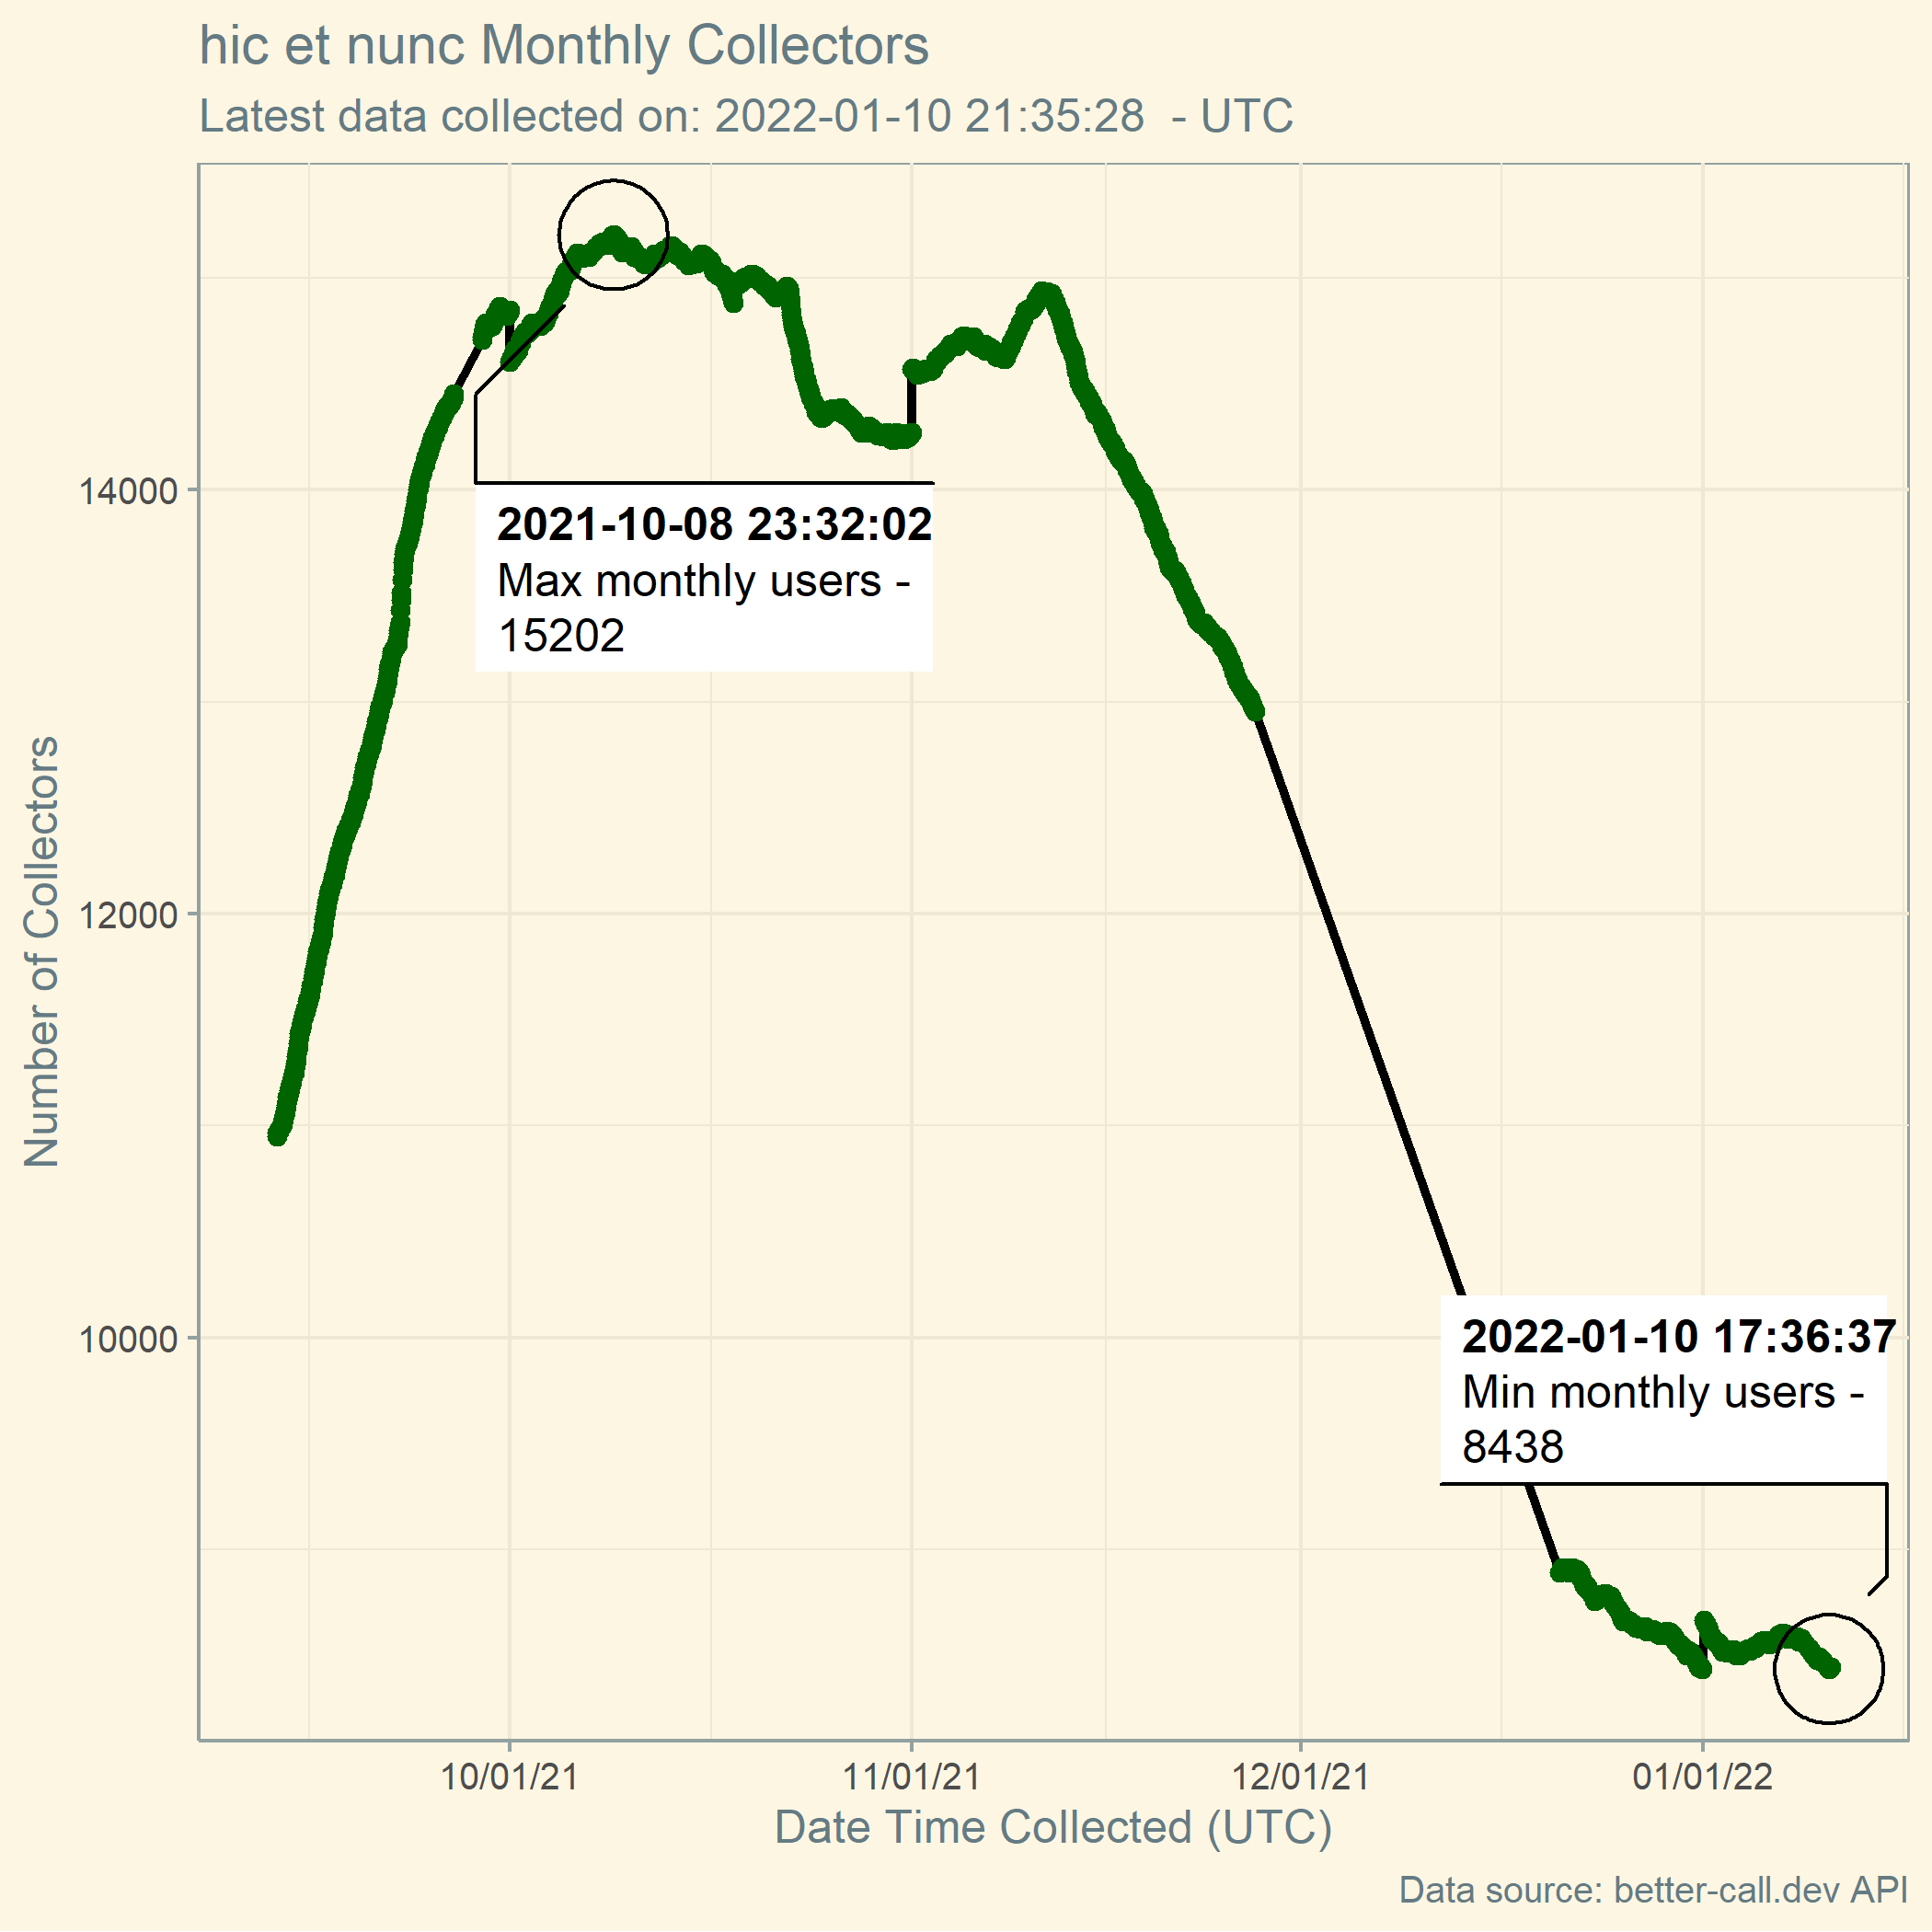 hic et nunc Monthly Collectors
Latest data collected on: 2022-01-10 21:35:28  - UTC
Number of Collectors
14000
12000
10000
2021-10-08 23:32:02
Max monthly users -
15202
2022-01-10 17:36:37
Min monthly users -
8438
10/01/21
11/01/21
12/01/21
01/01/22
Date Time Collected (UTC)
Data source: better-call.dev API